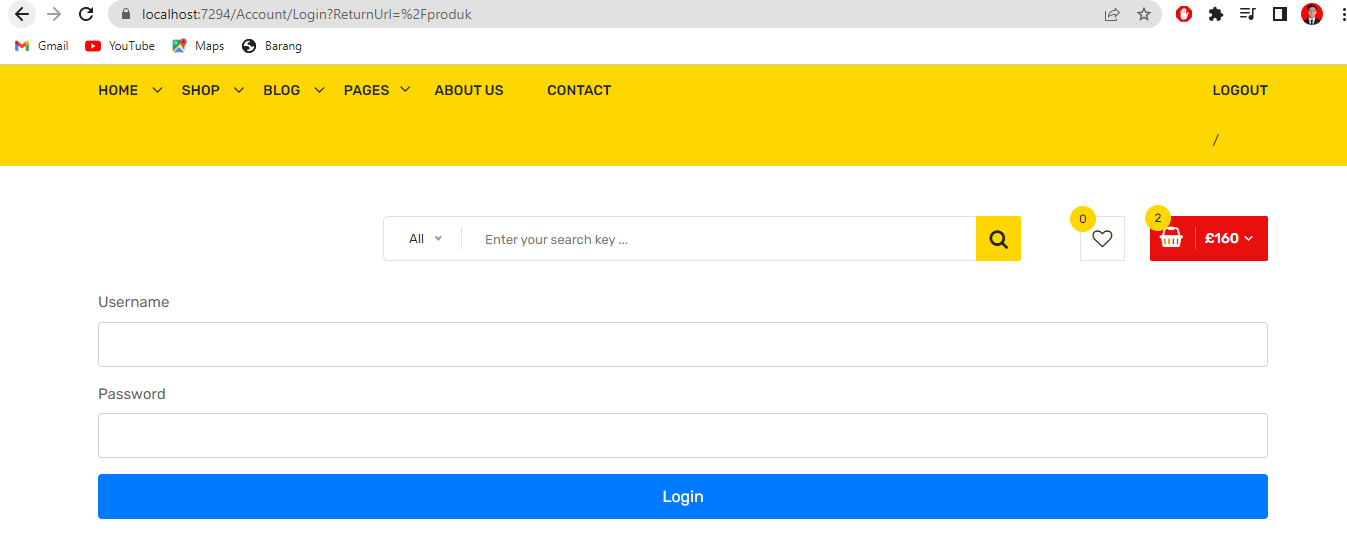 localhost:7294/Account/Login?ReturnUrl=%2Fproduk
Gmail YouTube Maps Barang
HOME SHOP BLOG PAGES ABOUT US CONTACT LOGOUT
/
All Enter your search key ... 0 2 £160
Username
Password
Login